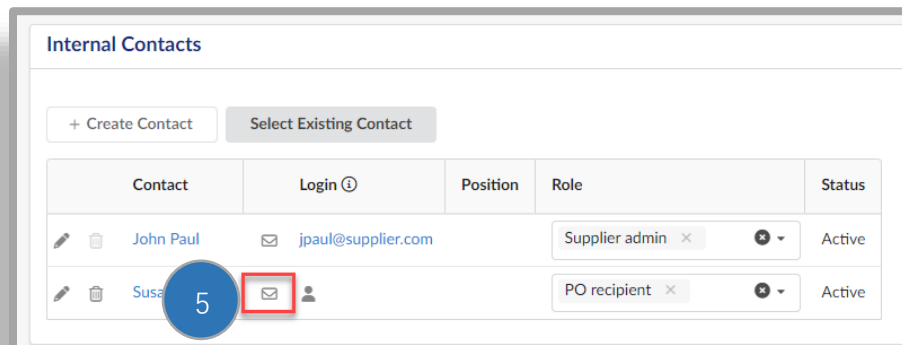 Internal Contacts
+ Create Contact Select Existing Contact
Contact Login Position Role Status
John Paul jpaul@supplier.com Supplier admin × Active
5 PO recipient × Active